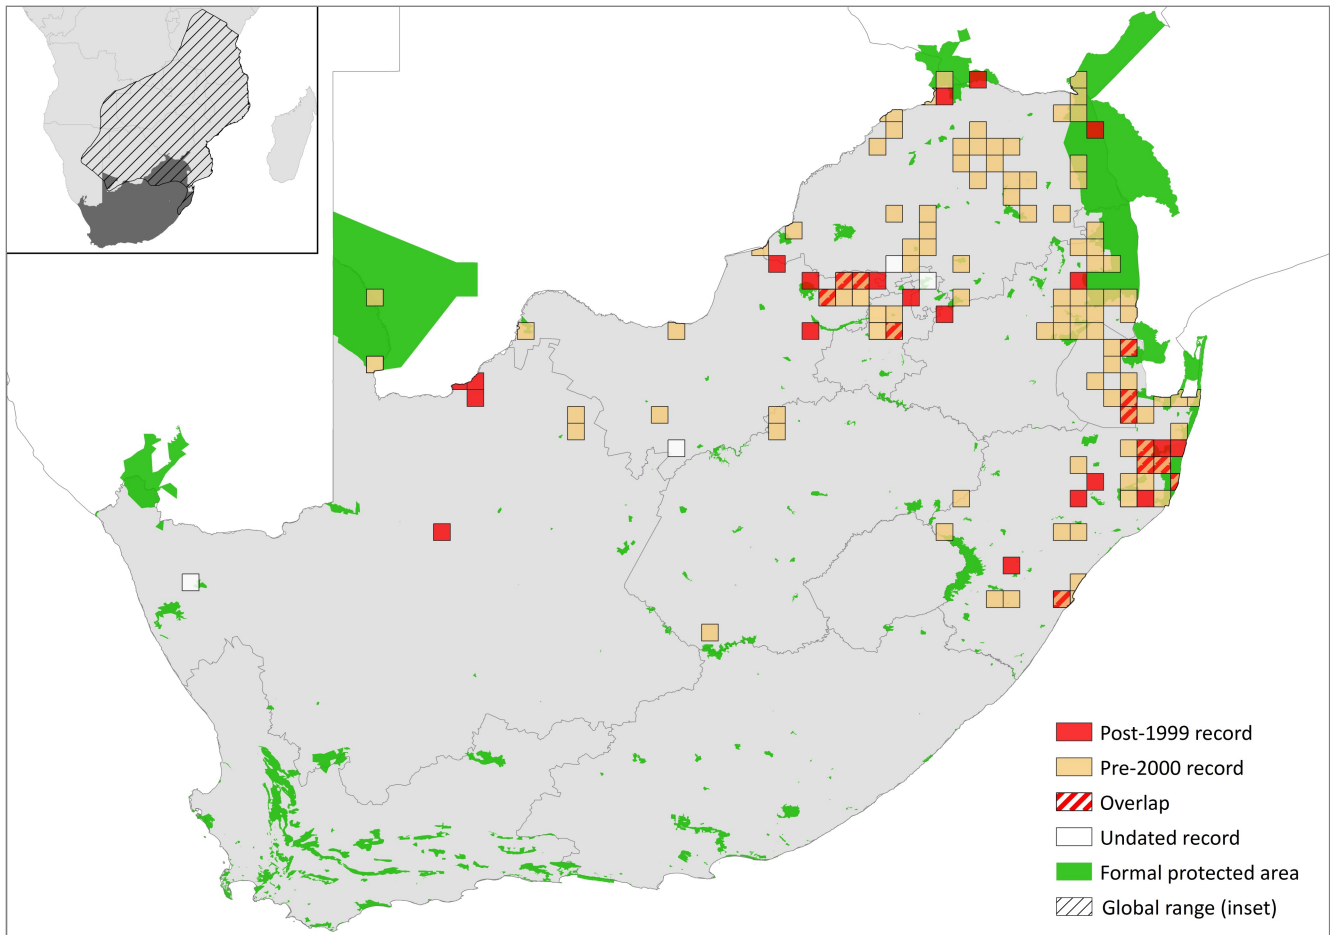 Post-1999 record
Pre-2000 record
Overlap
Undated record
Formal protected area
Global range (inset)